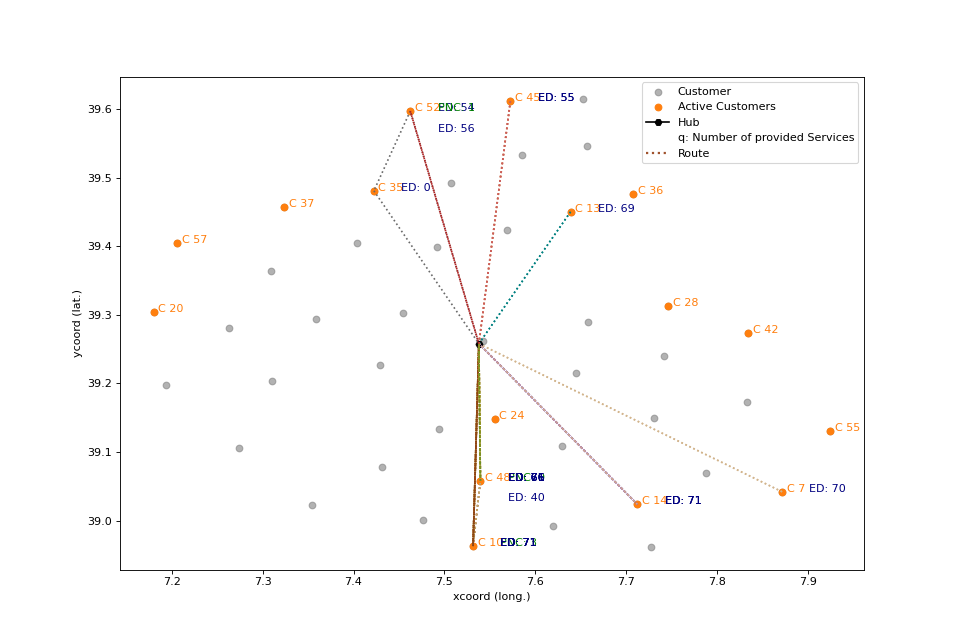 39.6
39.5
39.4
39.3
39.2
39.1
39.0
7.2
7.3
7.4
7.5
7.6
7.7
7.8
7.9
xcoord (long.)
ycoord (lat.)
Customer
Active Customers
Hub
q: Number of provided Services
Route
C 52
ED: 56
C 45 ED: 55
C 35 ED: 0
C 13 ED: 69
C 36
C 37
C 57
C 20
C 28
C 42
C 24
C 55
C 48
ED: 40
C 7 ED: 70
C 14 ED: 71
C 10